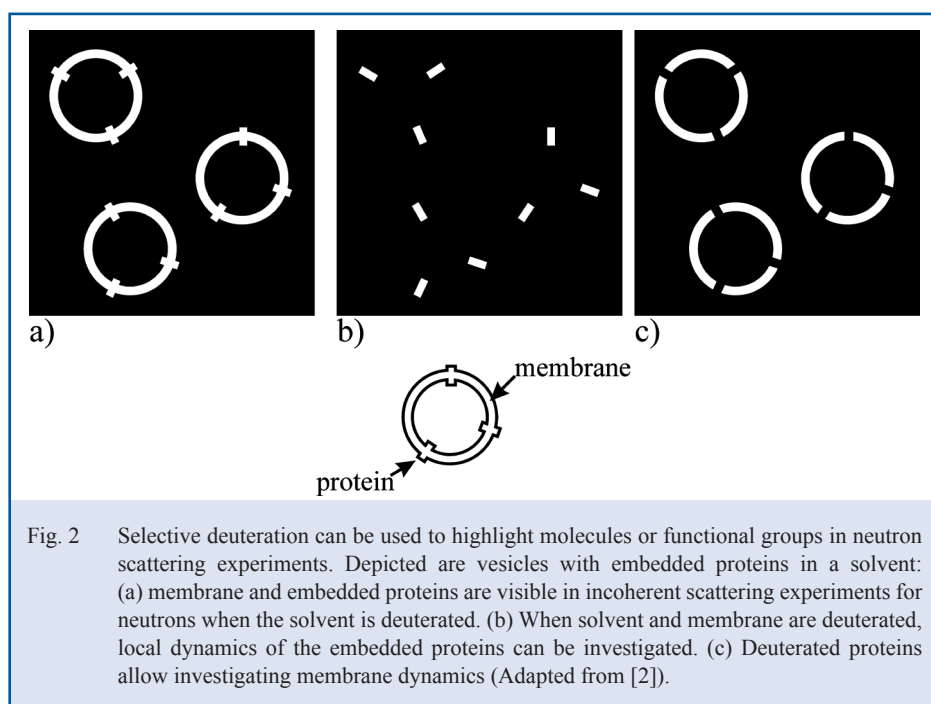 a)
b)
c)
membrane
protein
Fig. 2 Selective deuteration can be used to highlight molecules or functional groups in neutron
scattering experiments. Depicted are vesicles with embedded proteins in a solvent:
(a) membrane and embedded proteins are visible in incoherent scattering experiments for
neutrons when the solvent is deuterated. (b) When solvent and membrane are deuterated,
local dynamics of the embedded proteins can be investigated. (c) Deuterated proteins
allow investigating membrane dynamics (Adapted from [2]).